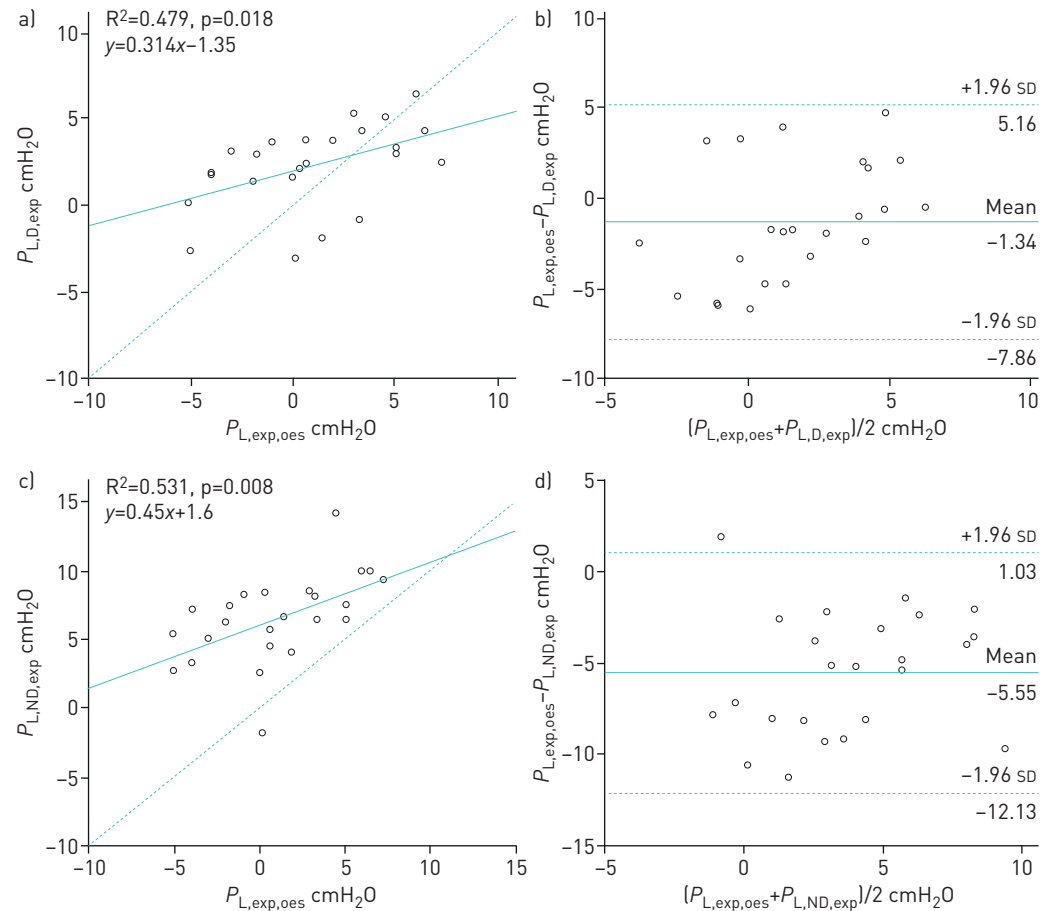 a)
R²=0.479, p=0.018
y=0.314x−1.35
10
5
0
−5
−10
P_L,D,exp cmH₂O
−10 −5 0 5 10
P_L,exp,oes cmH₂O
b)
10
5
0
−5
−10
P_L,exp,oes−P_L,D,exp cmH₂O
+1.96 SD
5.16
Mean
−1.34
−1.96 SD
−7.86
−5 0 5 10
(P_L,exp,oes+P_L,D,exp)/2 cmH₂O
c)
R²=0.531, p=0.008
y=0.45x+1.6
15
10
5
0
−5
−10
P_L,ND,exp cmH₂O
−10 −5 0 5 10 15
P_L,exp,oes cmH₂O
d)
5
0
−5
−10
−15
P_L,exp,oes−P_L,ND,exp cmH₂O
+1.96 SD
1.03
Mean
−5.55
−1.96 SD
−12.13
−5 0 5 10
(P_L,exp,oes+P_L,ND,exp)/2 cmH₂O